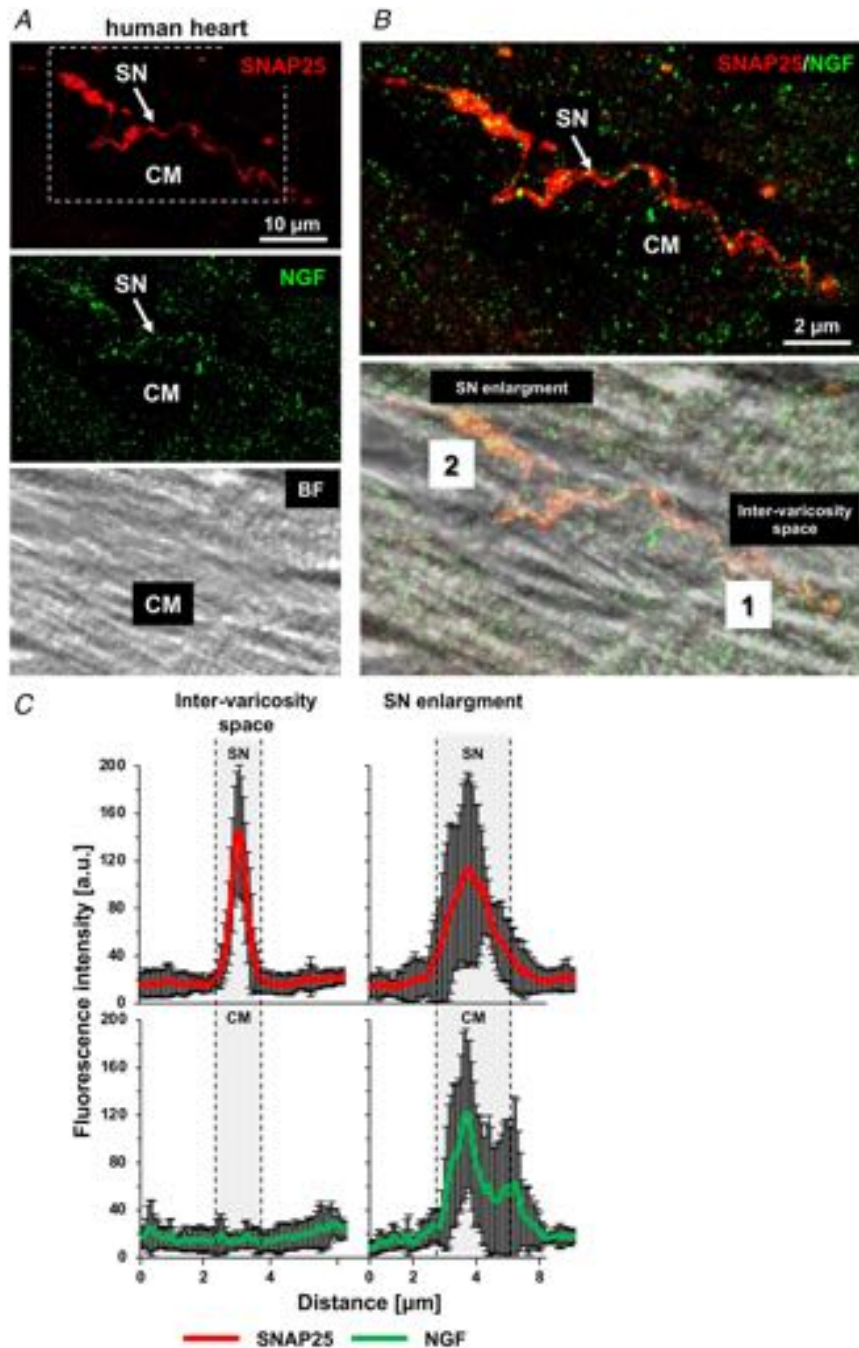 A
human heart
SNAP25
SN
CM
10 µm
NGF
SN
CM
BF
CM
B
SNAP25/NGF
SN
CM
2 µm
SN enlargment
2
Inter-varicosity
space
1
C
Inter-varicosity
space
SN enlargment
SN
SN
200
160
120
80
40
0
CM
CM
200
160
120
80
40
0
Fluorescence intensity [a.u.]
0 2 4 0 2 4 8
Distance [µm]
SNAP25 NGF